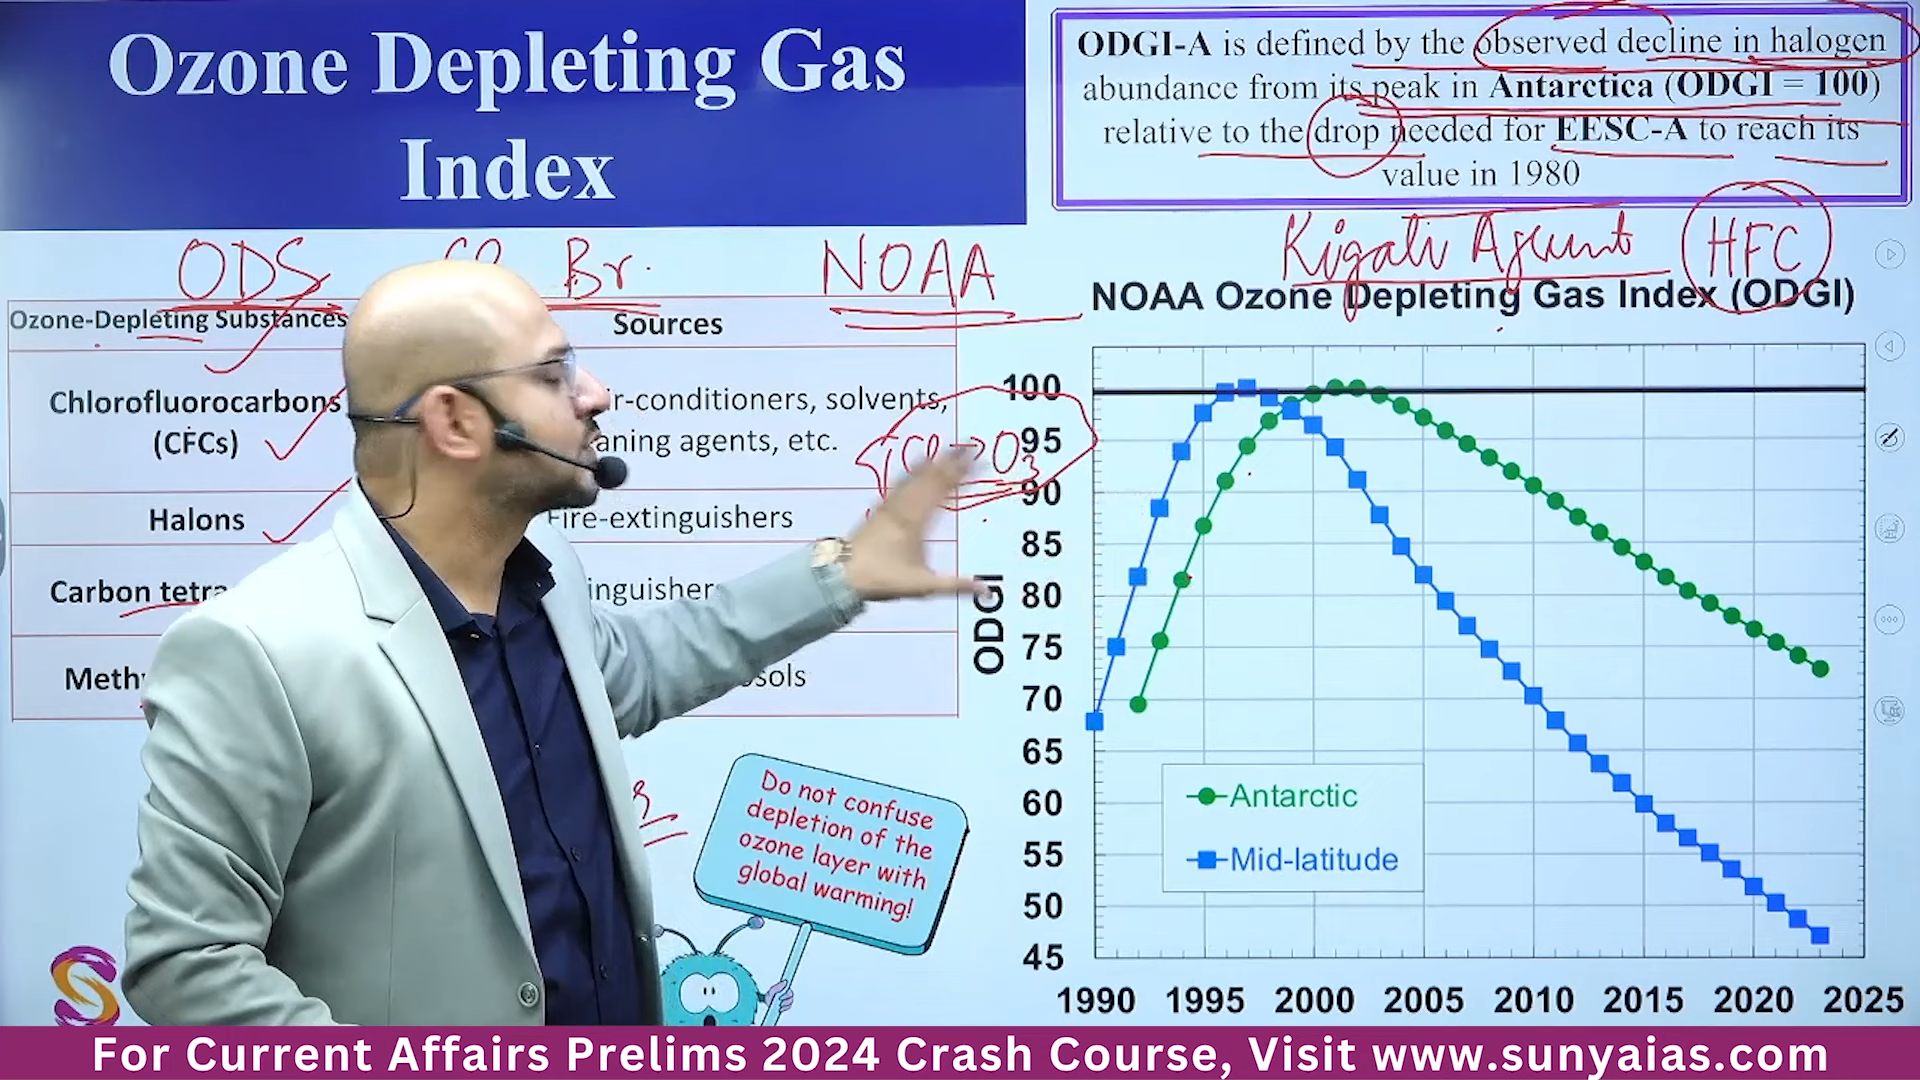 Ozone Depleting Gas
Index
ODGI-A is defined by the observed decline in halogen
abundance from its peak in Antarctica (ODGI = 100)
relative to the drop needed for EESC-A to reach its
value in 1980
ODS Br. NOAA
Kigali HFC
Ozone-Depleting Substances Sources
Chlorofluorocarbons
(CFCs)
r-conditioners, solvents,
aning agents, etc.
Halons Fire-extinguishers
Carbon tetra inguisher
Meth sols
Do not confuse
depletion of the
ozone layer with
global warming!
NOAA Ozone Depleting Gas Index (ODGI)
ODGI
100
95
90
85
80
75
70
65
60
55
50
45
1990 1995 2000 2005 2010 2015 2020 2025
Antarctic
Mid-latitude
For Current Affairs Prelims 2024 Crash Course, Visit www.sunyaias.com